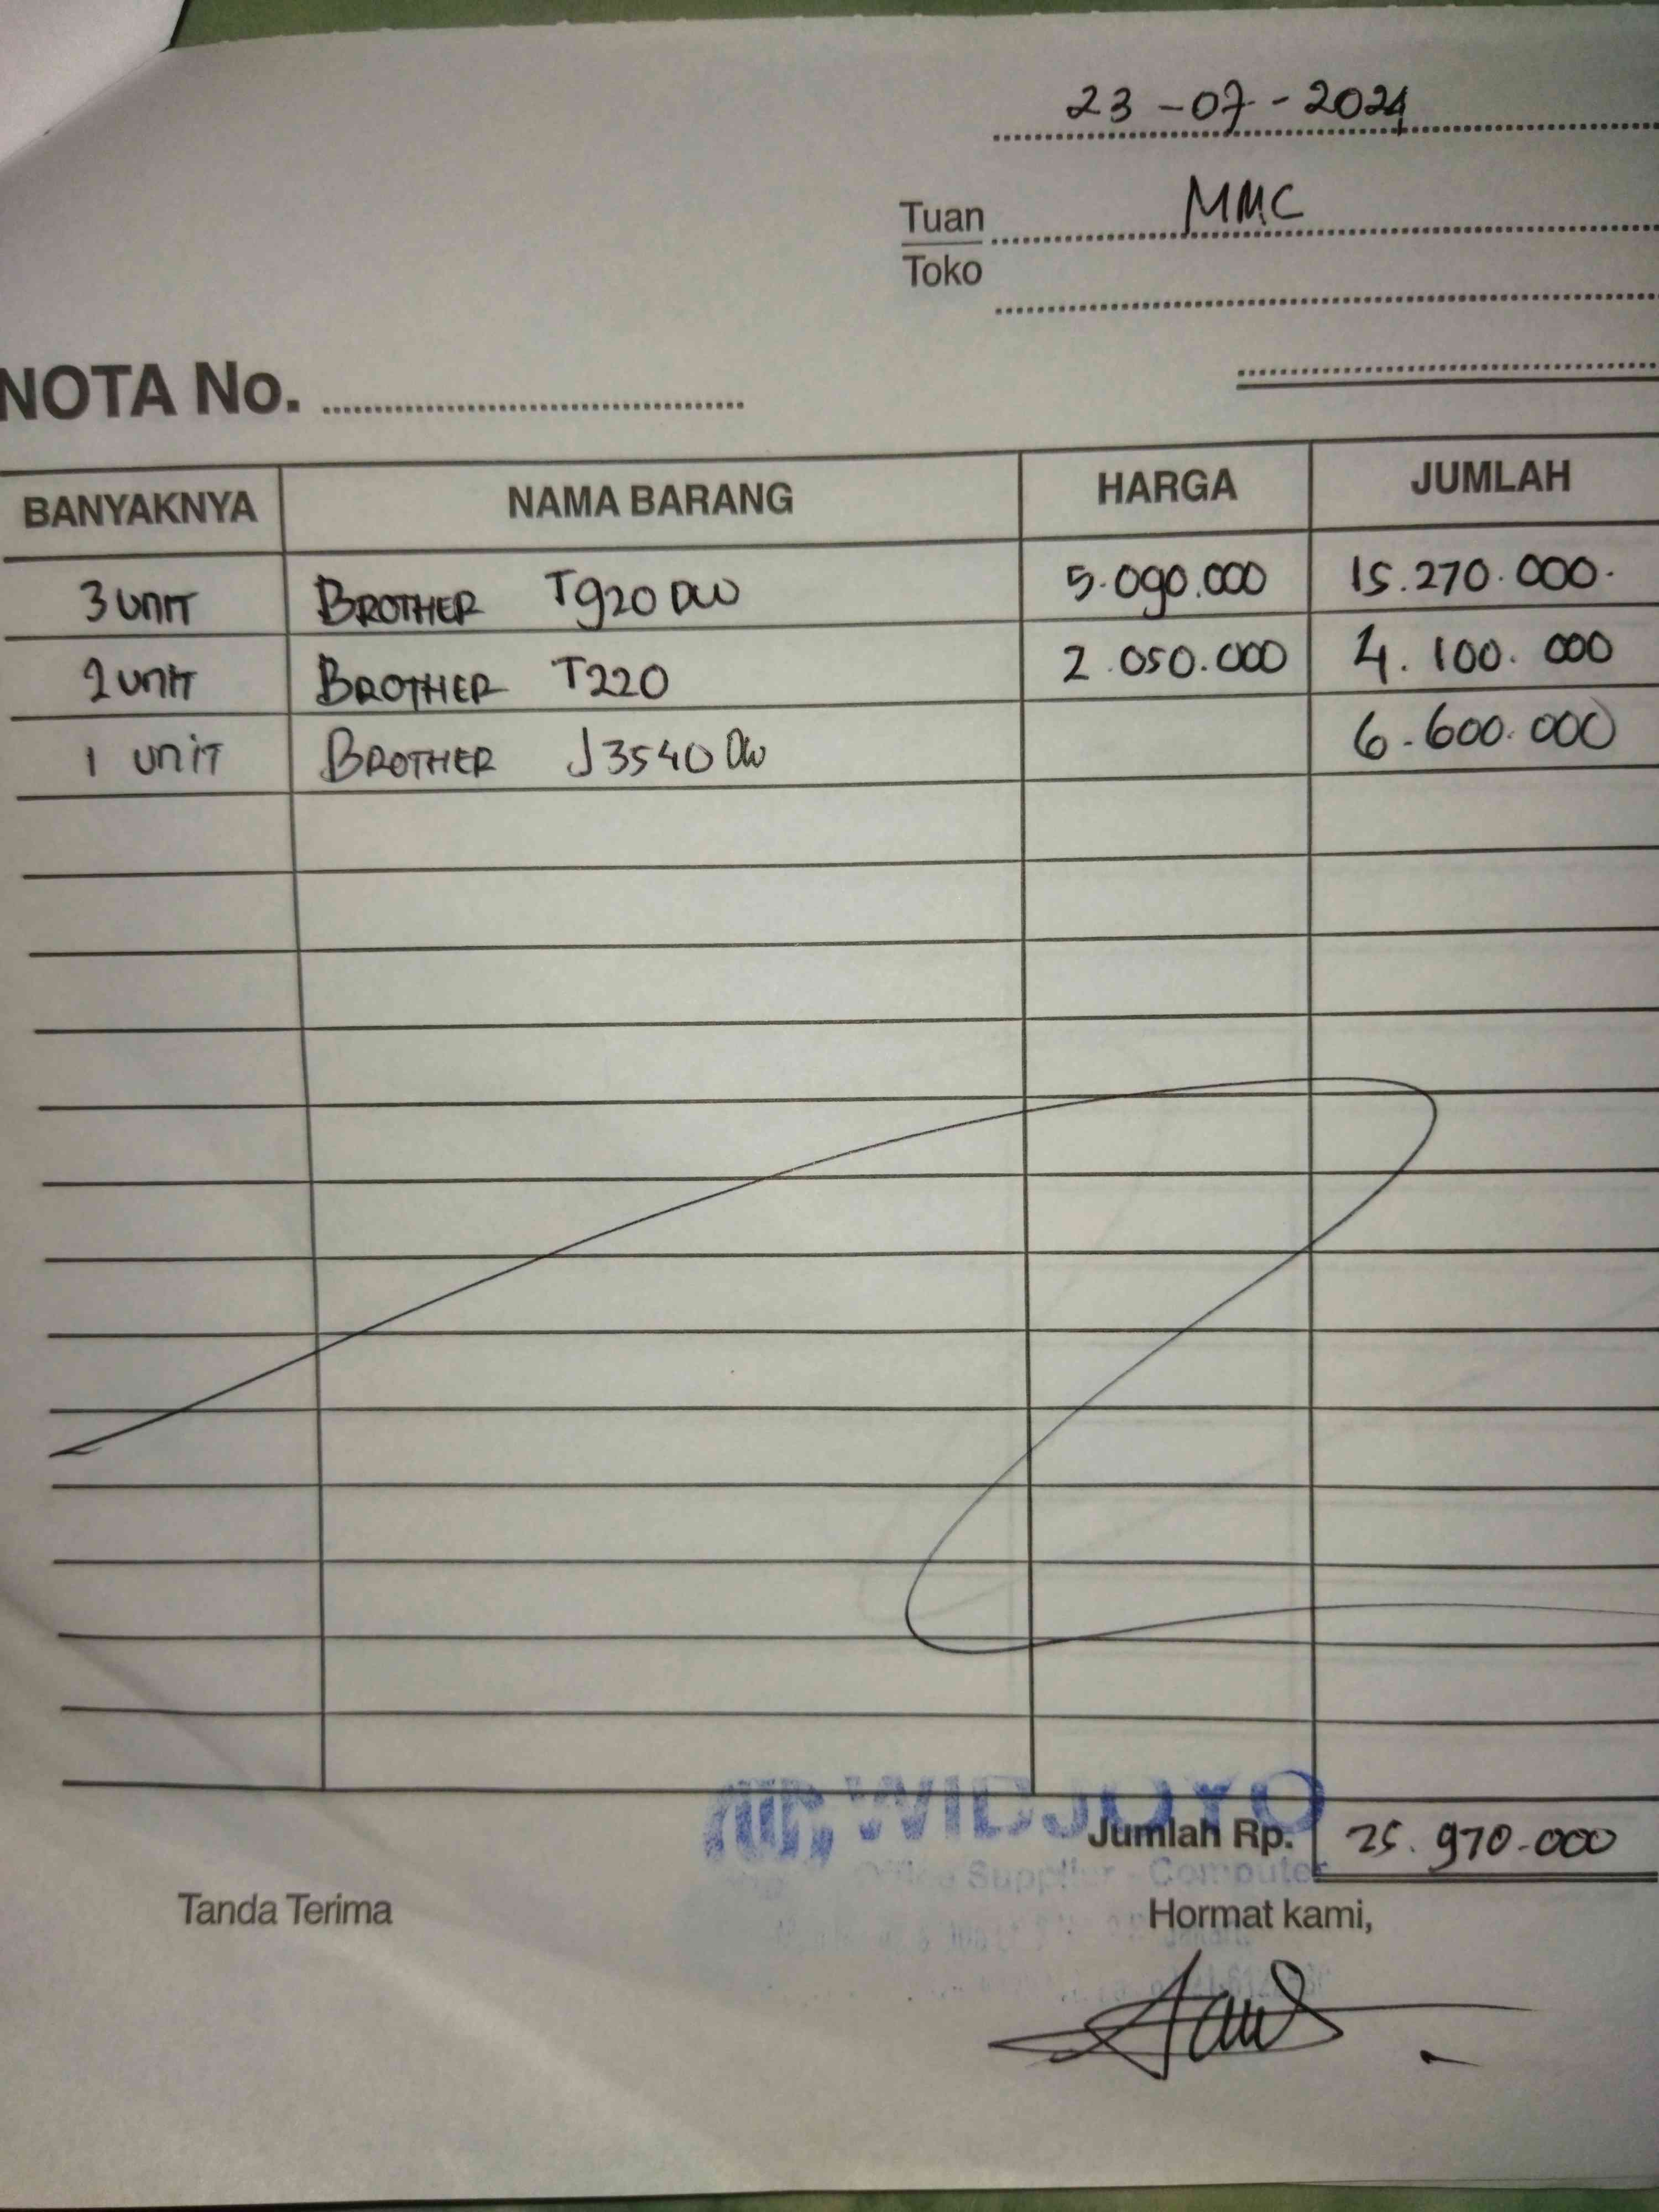 23-07-2024
Tuan MMC
Toko
NOTA No.
BANYAKNYA NAMA BARANG HARGA JUMLAH
3 UNIT BROTHER T920 DW 5.090.000 15.270.000.
2 UNIT BROTHER T220 2.050.000 4.100.000
1 UNIT BROTHER J3540 DW 6.600.000
WIDJOYO
Jumlah Rp. 25.970.000
Office Supplier - Computer
Tanda Terima Hormat kami,